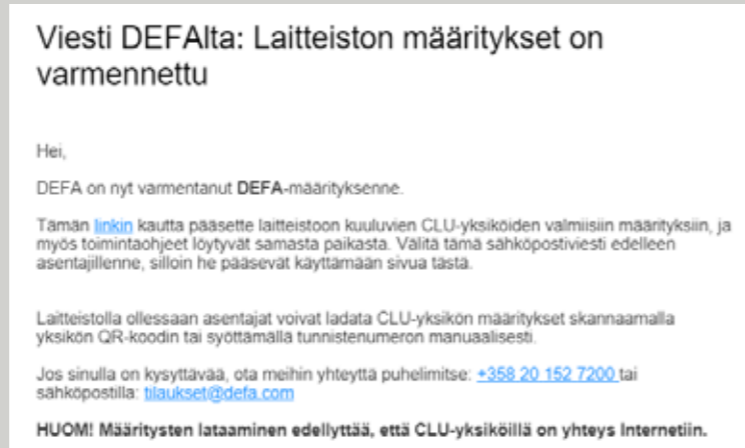 Viesti DEFAlta: Laitteiston määritykset on
varmennettu
Hei,
DEFA on nyt varmentanut DEFA-määrityksenne.
Tämän linkin kautta pääsette laitteistoon kuuluvien CLU-yksiköiden valmiisiin määrityksiin, ja
myös toimintaohjeet löytyvät samasta paikasta. Välitä tämä sähköpostiviesti edelleen
asentajillenne, silloin he pääsevät käyttämään sivua tästä.
Laitteistolla ollessaan asentajat voivat ladata CLU-yksikön määritykset skannaamalla
yksikön QR-koodin tai syöttämällä tunnistenumeron manuaalisesti.
Jos sinulla on kysyttävää, ota meihin yhteyttä puhelimitse: +358 20 152 7200 tai
sähköpostilla: tilaukset@defa.com
HUOM! Määritysten lataaminen edellyttää, että CLU-yksiköillä on yhteys Internetiin.